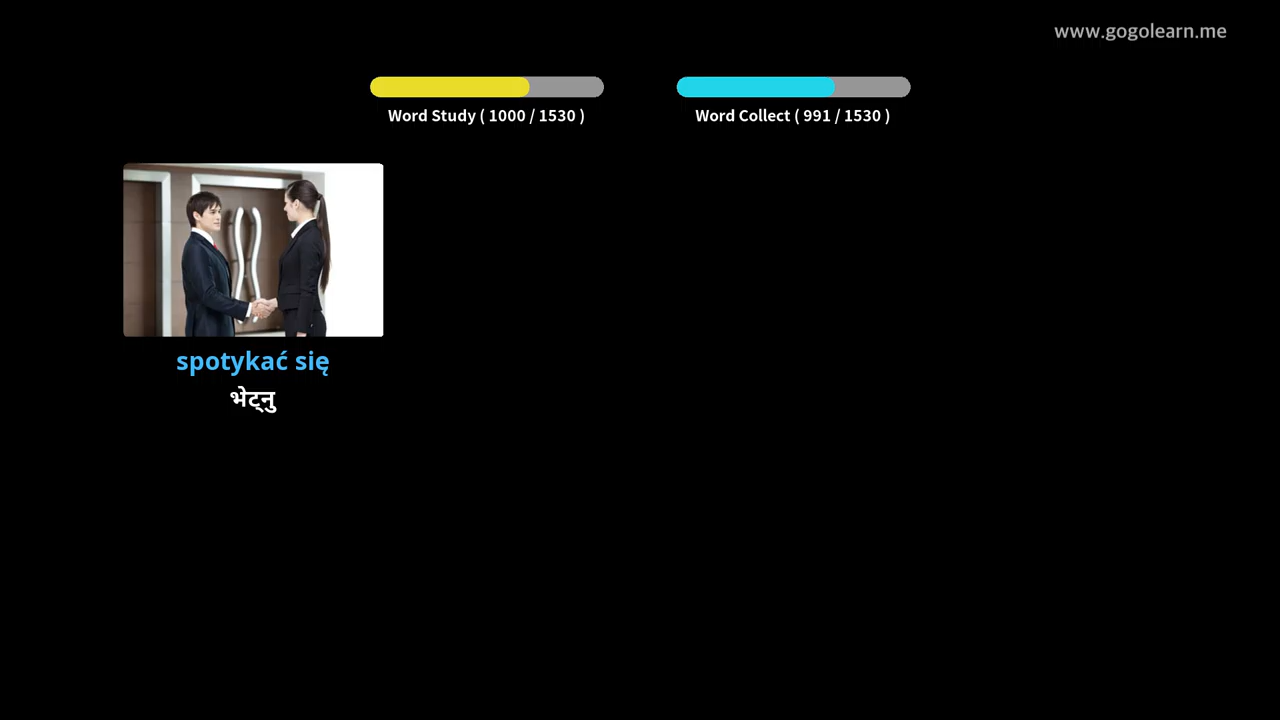 www.gogolearn.me
Word Study ( 1000 / 1530 )
Word Collect ( 991 / 1530 )
spotykać się
भेट्नु